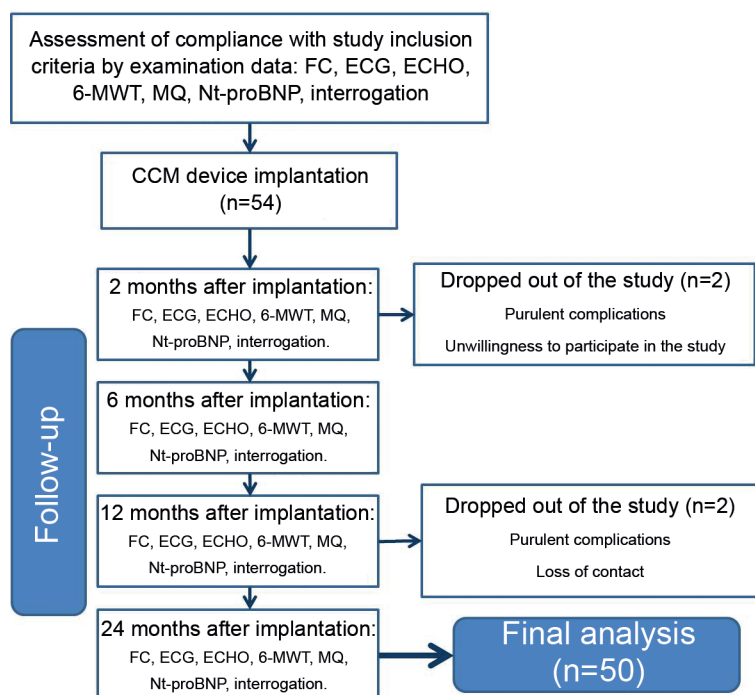 Assessment of compliance with study inclusion
criteria by examination data: FC, ECG, ECHO,
6-MWT, MQ, Nt-proBNP, interrogation
CCM device implantation
(n=54)
2 months after implantation:
FC, ECG, ECHO, 6-MWT, MQ,
Nt-proBNP, interrogation.
Dropped out of the study (n=2)
Purulent complications
Unwillingness to participate in the study
Follow-up
6 months after implantation:
FC, ECG, ECHO, 6-MWT, MQ,
Nt-proBNP, interrogation.
12 months after implantation:
FC, ECG, ECHO, 6-MWT, MQ,
Nt-proBNP, interrogation.
Dropped out of the study (n=2)
Purulent complications
Loss of contact
24 months after implantation:
FC, ECG, ECHO, 6-MWT, MQ,
Nt-proBNP, interrogation.
Final analysis
(n=50)